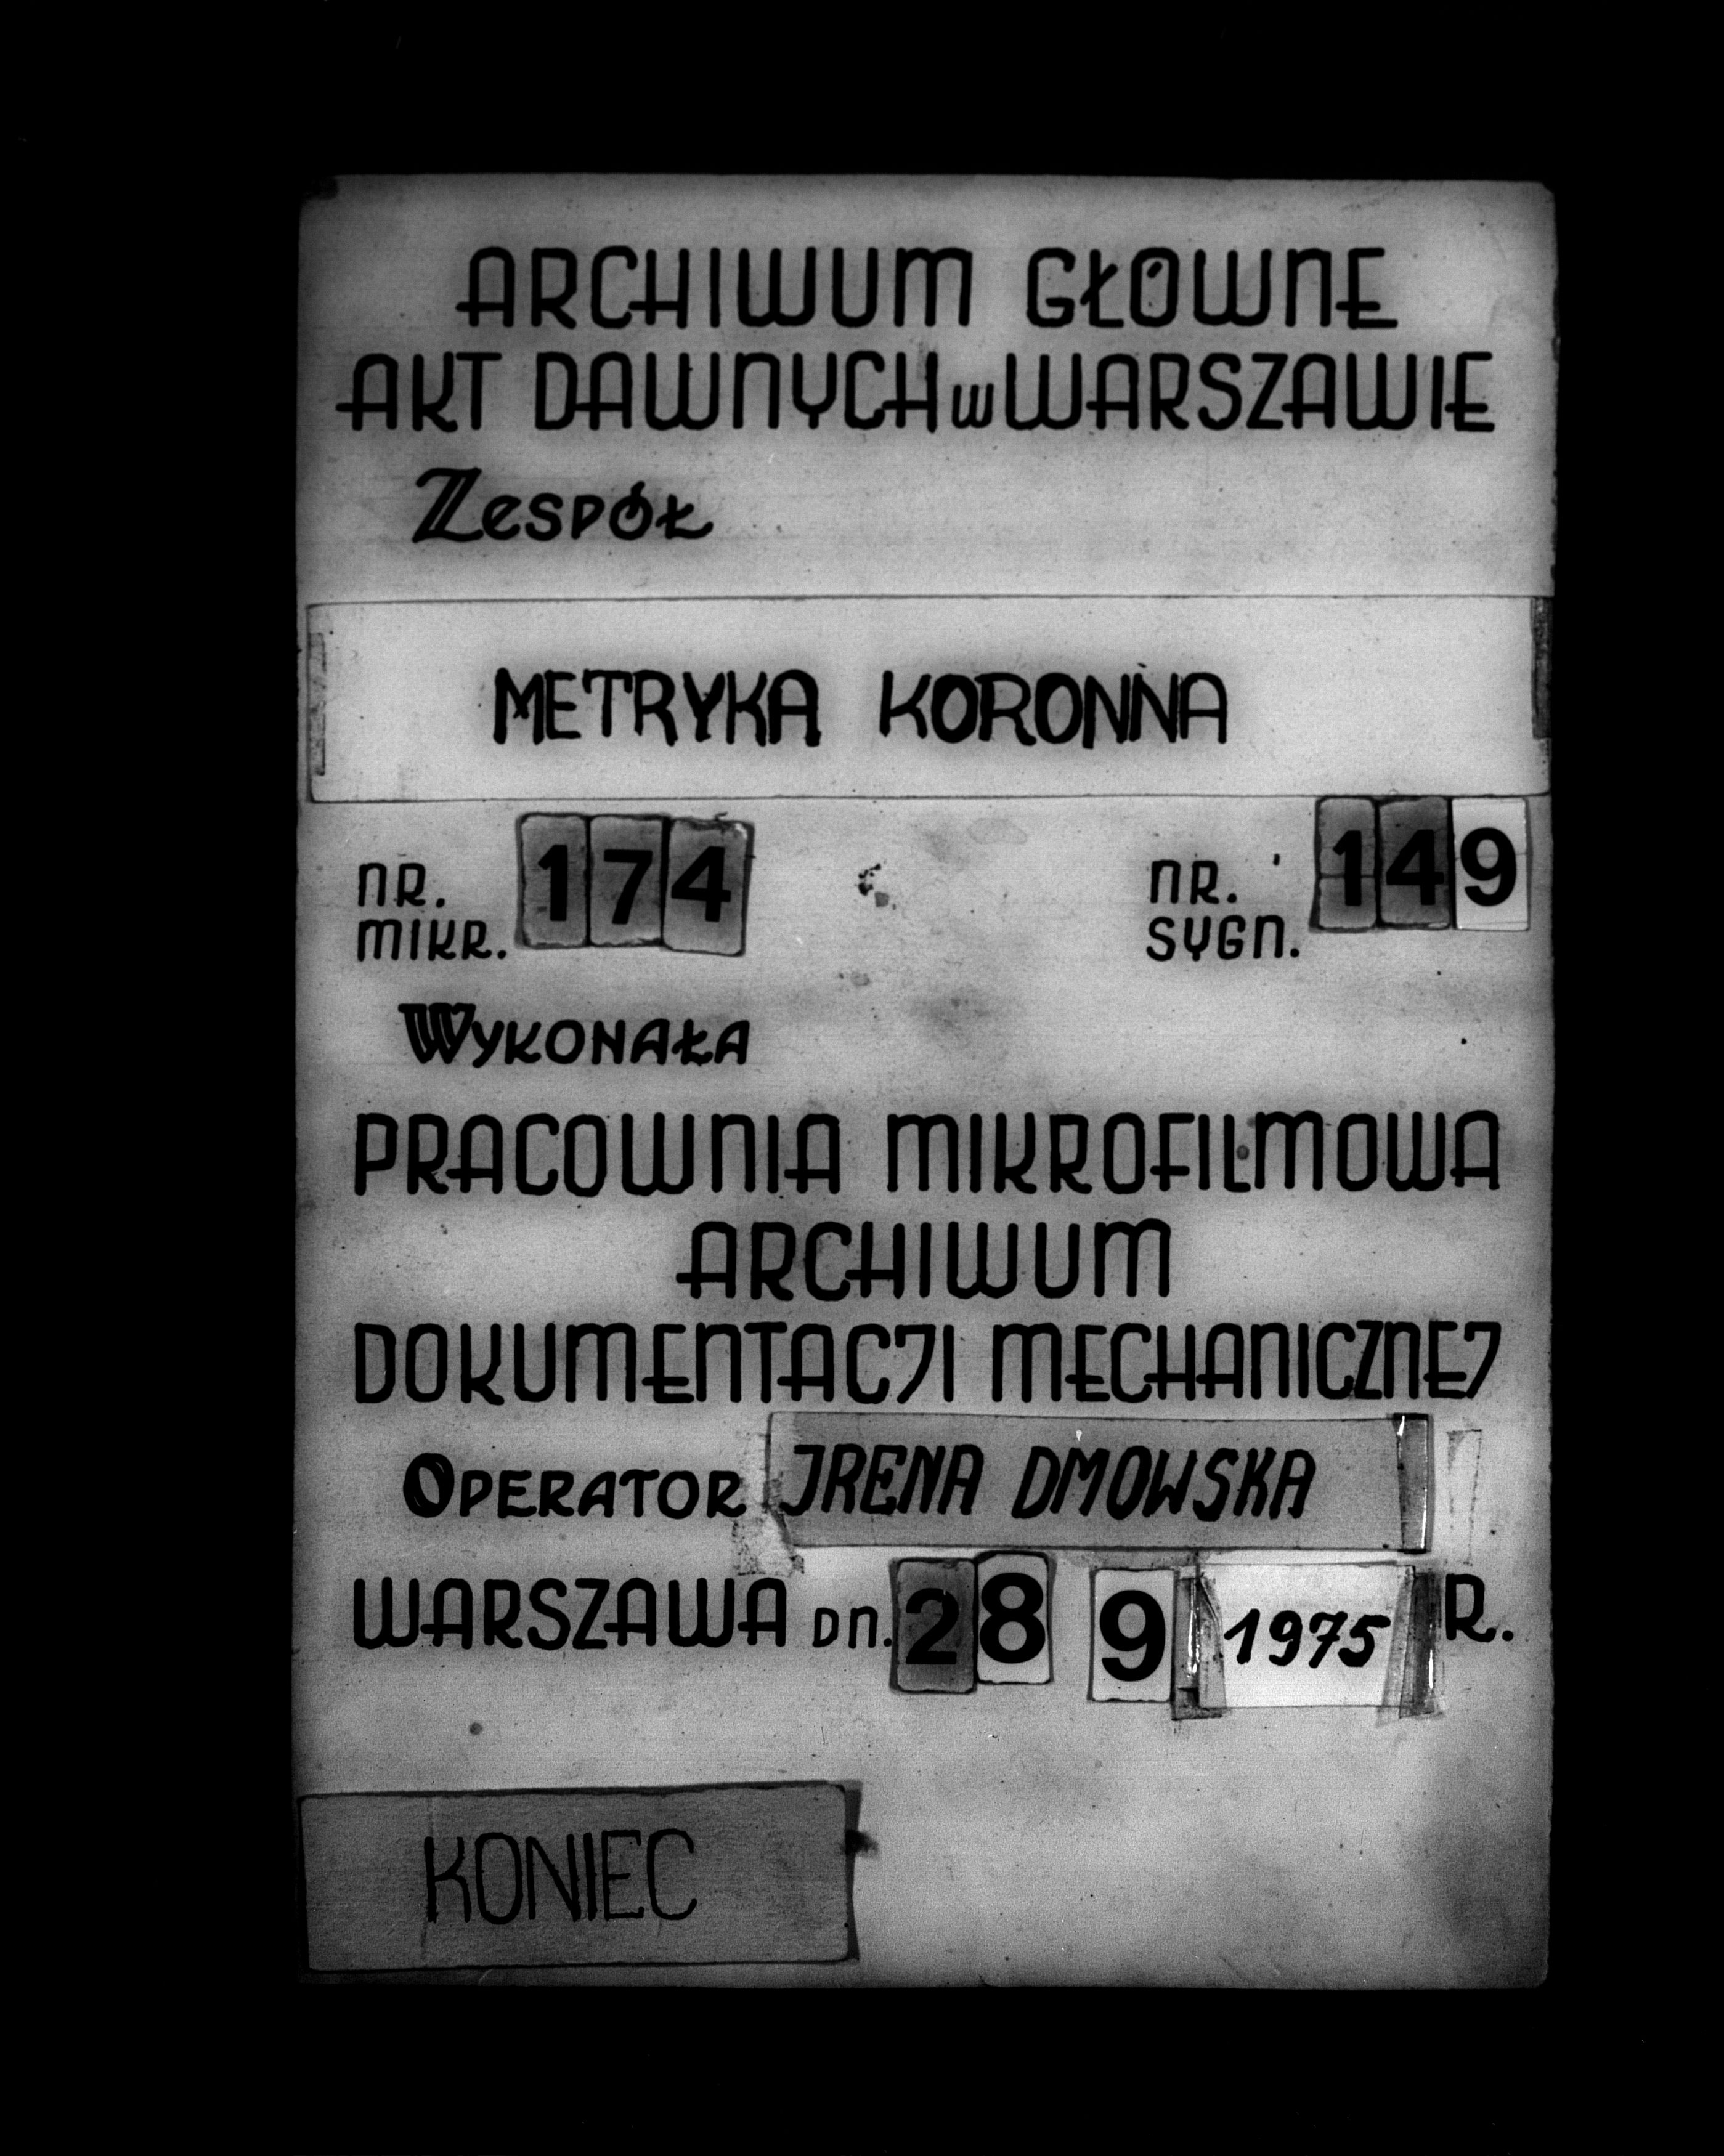 ARCHIWUM GŁÓWNE
AKT DAWNYCH w WARSZAWIE
ZESPÓŁ
METRYKA KORONNA
NR. MIKR. 174
NR. SYGN. 149
WYKONAŁA
PRACOWNIA MIKROFILMOWA
ARCHIWUM
DOKUMENTACJI MECHANICZNEJ
OPERATOR IRENA DMOWSKA
WARSZAWA DN. 28 9 1975 R.
KONIEC